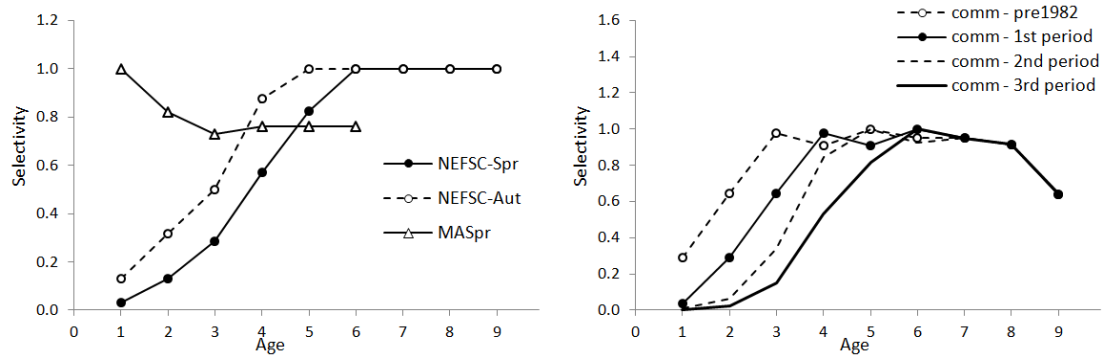 1.2
1.0
0.8
0.6
0.4
0.2
0.0
Selectivity
0 1 2 3 4 5 6 7 8 9
Age
NEFSC-Spr
NEFSC-Aut
MASpr
1.6
1.4
1.2
1.0
0.8
0.6
0.4
0.2
0.0
Selectivity
0 1 2 3 4 5 6 7 8 9
Age
comm - pre1982
comm - 1st period
comm - 2nd period
comm - 3rd period